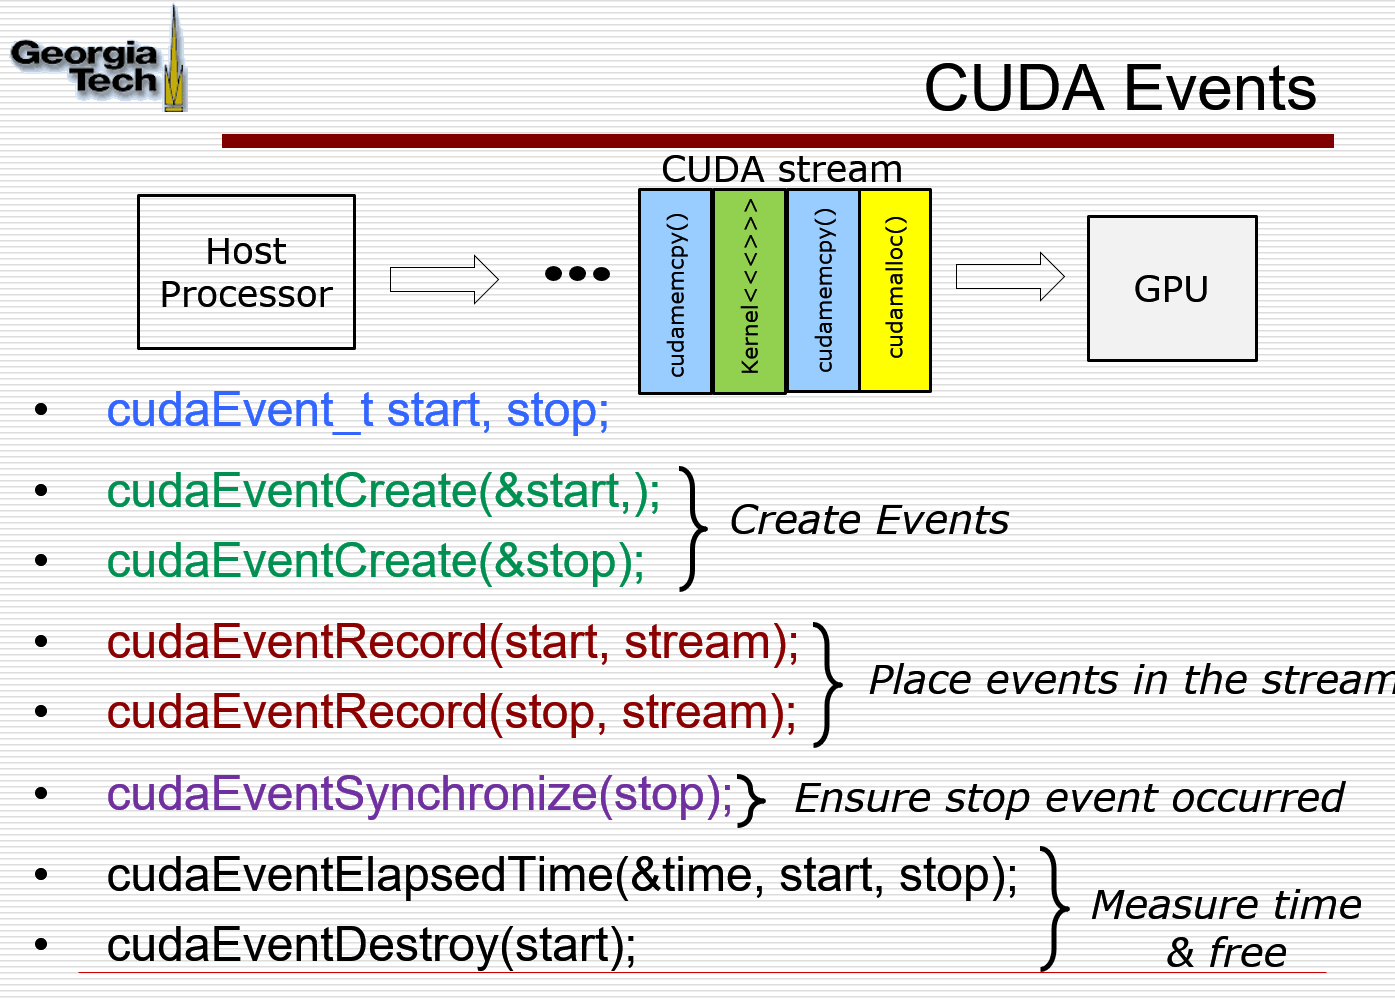 Georgia
Tech
CUDA Events
CUDA stream
Host
Processor
cudamemcpy()
Kernel<<<>>>
cudamemcpy()
cudamalloc()
GPU
• cudaEvent_t start, stop;
• cudaEventCreate(&start,);
• cudaEventCreate(&stop);
Create Events
• cudaEventRecord(start, stream);
• cudaEventRecord(stop, stream);
Place events in the stream
• cudaEventSynchronize(stop);
Ensure stop event occurred
• cudaEventElapsedTime(&time, start, stop);
• cudaEventDestroy(start);
Measure time
& free